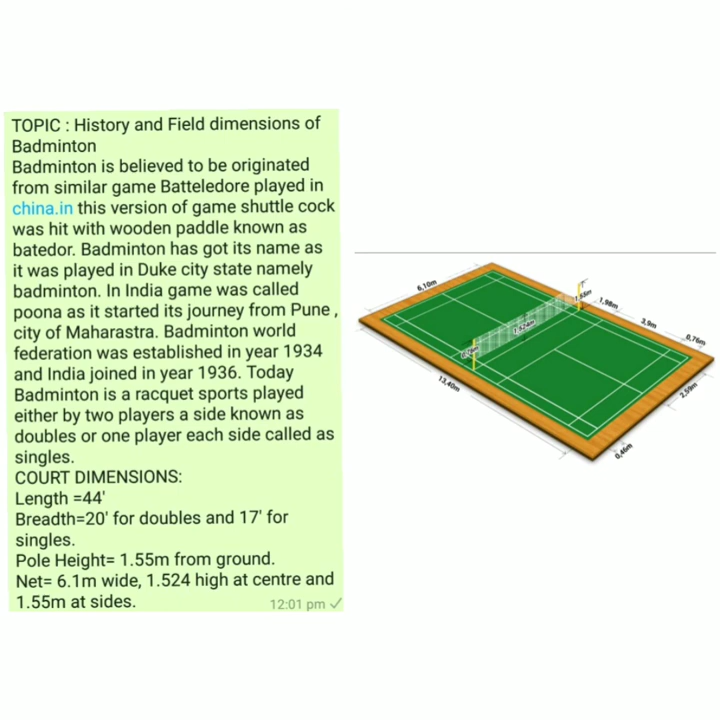 TOPIC : History and Field dimensions of
Badminton
Badminton is believed to be originated
from similar game Batteledore played in
china.in this version of game shuttle cock
was hit with wooden paddle known as
batedor. Badminton has got its name as
it was played in Duke city state namely
badminton. In India game was called
poona as it started its journey from Pune ,
city of Maharastra. Badminton world
federation was established in year 1934
and India joined in year 1936. Today
Badminton is a racquet sports played
either by two players a side known as
doubles or one player each side called as
singles.
COURT DIMENSIONS:
Length =44'
Breadth=20' for doubles and 17' for
singles.
Pole Height= 1.55m from ground.
Net= 6.1m wide, 1.524 high at centre and
1.55m at sides.
12:01 pm
6,10m
1,55m
1,98m
3,9m
0,76m
1,524m
13,40m
2,59m
0,46m